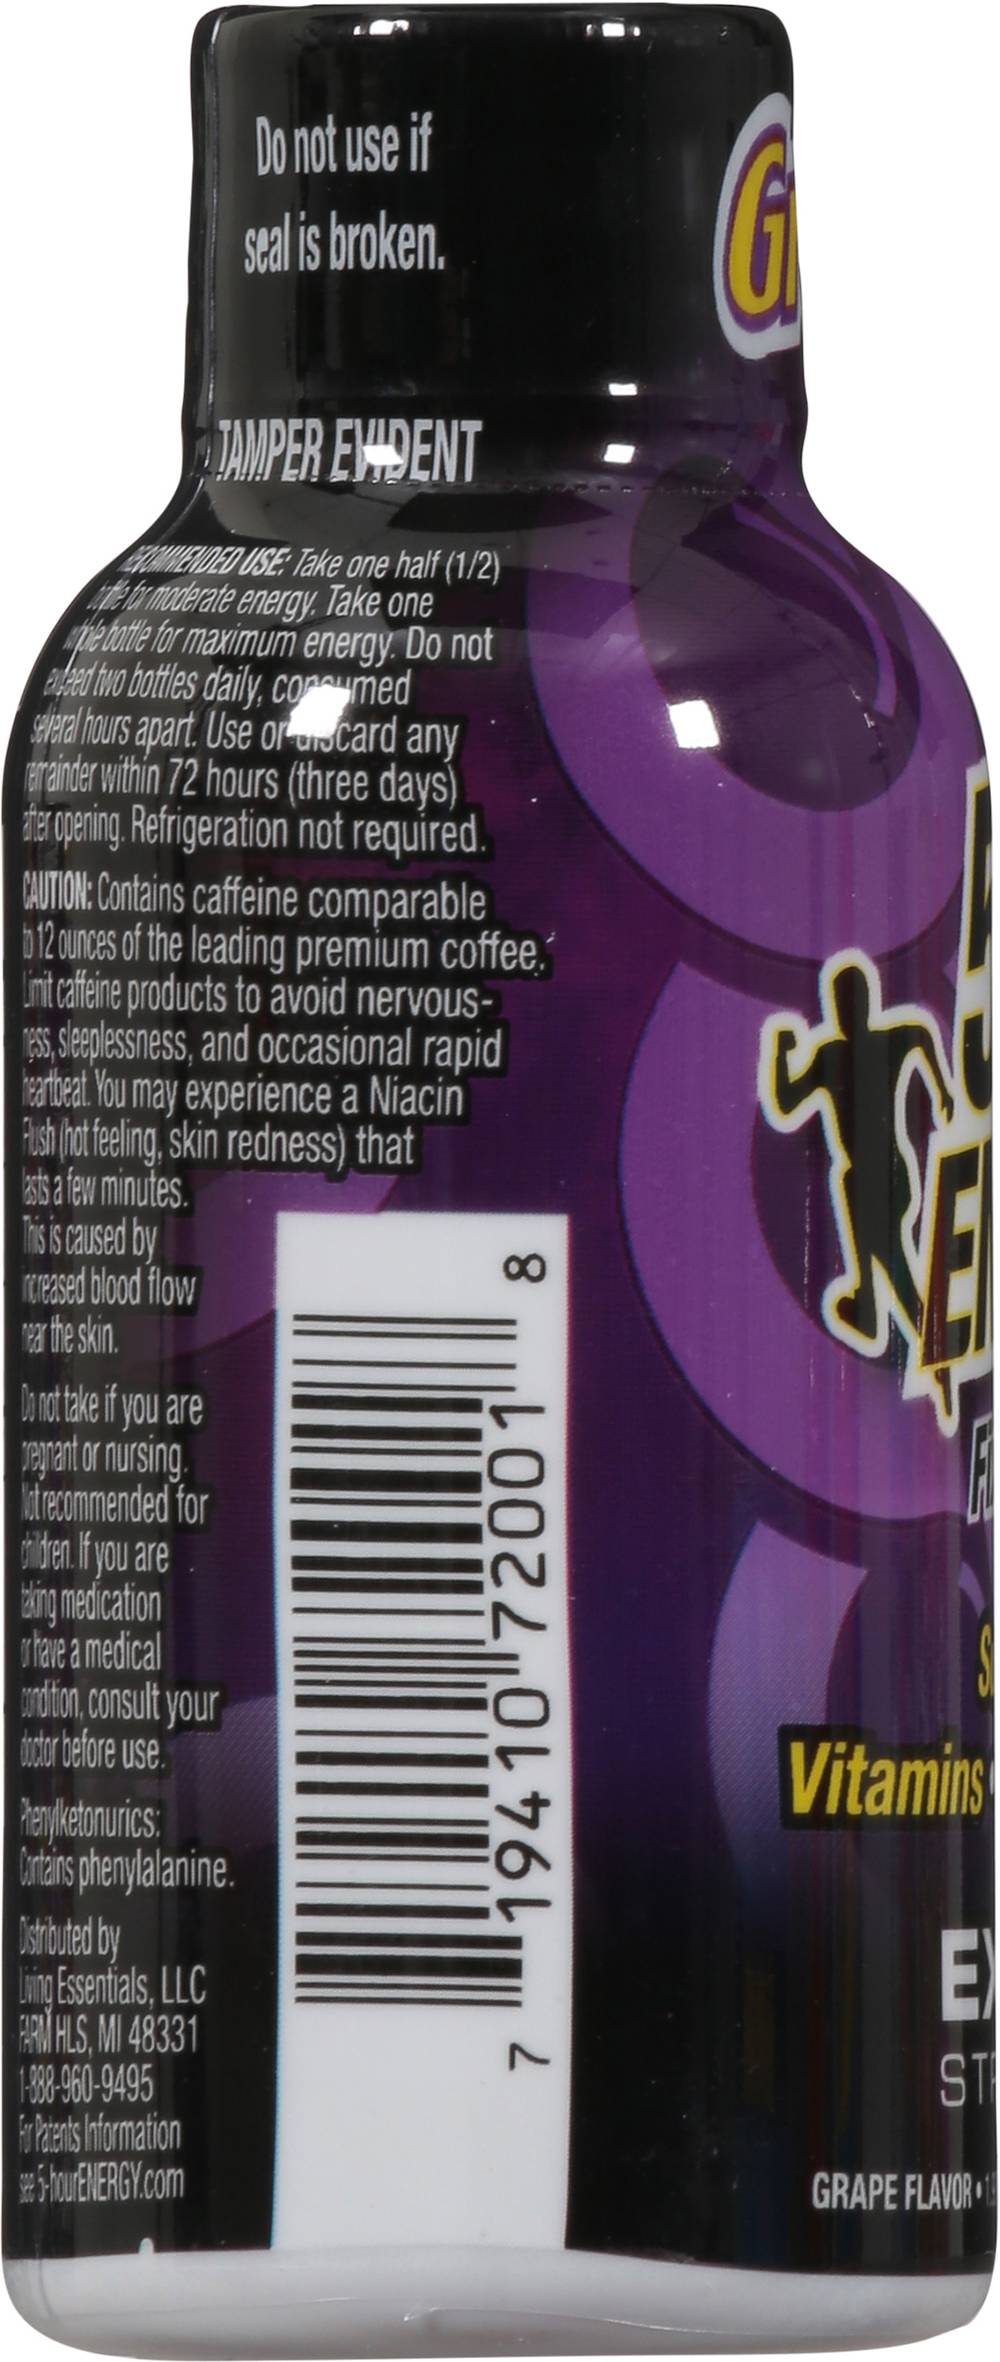 Do not use if
seal is broken.
TAMPER EVIDENT
RECOMMENDED USE: Take one half (1/2)
bottle for moderate energy. Take one
whole bottle for maximum energy. Do not
exceed two bottles daily, consumed
several hours apart. Use or discard any
remainder within 72 hours (three days)
after opening. Refrigeration not required.
CAUTION: Contains caffeine comparable
to 12 ounces of the leading premium coffee.
Limit caffeine products to avoid nervous-
ness, sleeplessness, and occasional rapid
heartbeat. You may experience a Niacin
Flush (hot feeling, skin redness) that
lasts a few minutes.
This is caused by
increased blood flow
near the skin.
Do not take if you are
pregnant or nursing.
Not recommended for
children. If you are
taking medication
or have a medical
condition, consult your
doctor before use.
Phenylketonurics:
Contains phenylalanine.
Distributed by
Living Essentials, LLC
FARM HLS, MI 48331
1-888-960-9495
For Patents Information
see 5-hourENERGY.com
7 19410 72001 8
Vitamins •
GRAPE FLAVOR •